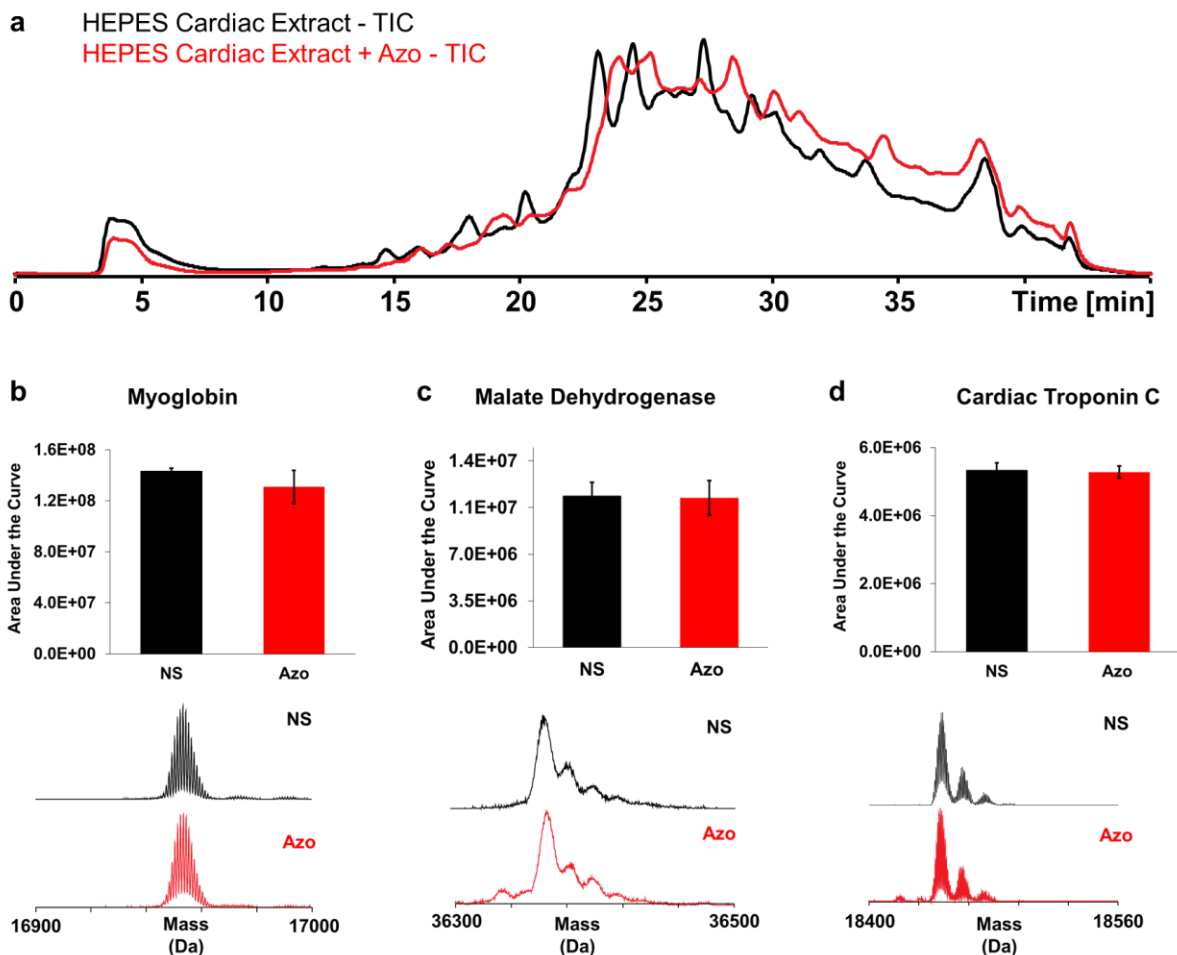 a
HEPES Cardiac Extract - TIC
HEPES Cardiac Extract + Azo - TIC
0 5 10 15 20 25 30 35 Time [min]
b Myoglobin
Area Under the Curve
1.6E+08
1.2E+08
8.0E+07
4.0E+07
0.0E+00
NS Azo
NS
Azo
16900 Mass 17000
(Da)
c Malate Dehydrogenase
Area Under the Curve
1.4E+07
1.1E+07
7.0E+06
3.5E+06
0.0E+00
NS Azo
NS
Azo
36300 Mass 36500
(Da)
d Cardiac Troponin C
Area Under the Curve
6.0E+06
4.0E+06
2.0E+06
0.0E+00
NS Azo
NS
Azo
18400 Mass 18560
(Da)